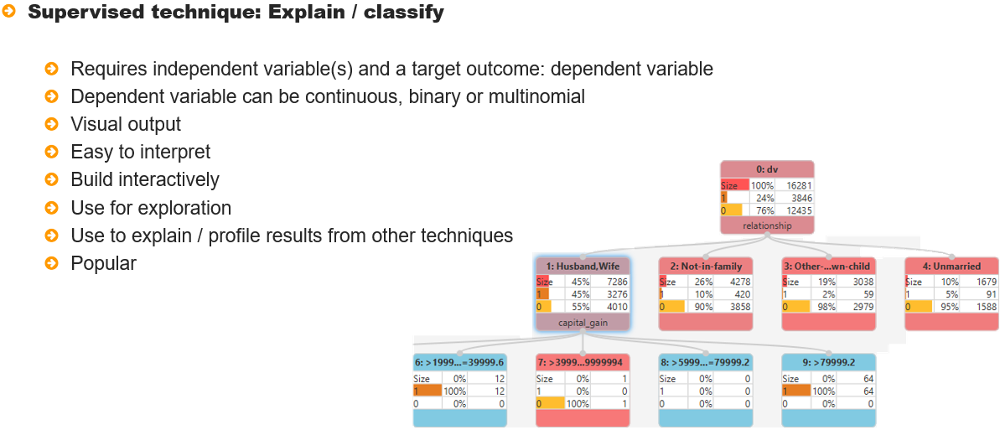 Supervised technique: Explain / classify
Requires independent variable(s) and a target outcome: dependent variable
Dependent variable can be continuous, binary or multinomial
Visual output
Easy to interpret
Build interactively
Use for exploration
Use to explain / profile results from other techniques
Popular
0: dv
Size 100% 16281
1 24% 3846
0 76% 12435
relationship
1: Husband,Wife
Size 45% 7286
1 45% 3276
0 55% 4010
capital_gain
2: Not-in-family
Size 26% 4278
1 10% 420
0 90% 3858
3: Other-...wn-child
Size 19% 3038
1 2% 59
0 98% 2979
4: Unmarried
Size 10% 1679
1 5% 91
0 95% 1588
6: >1999...=39999.6
Size 0% 12
1 100% 12
0 0% 0
7: >3999...9999994
Size 0% 1
1 0% 0
0 100% 1
8: >5999...=79999.2
Size 0% 0
1 0% 0
0 0% 0
9: >79999.2
Size 0% 64
1 100% 64
0 0% 0